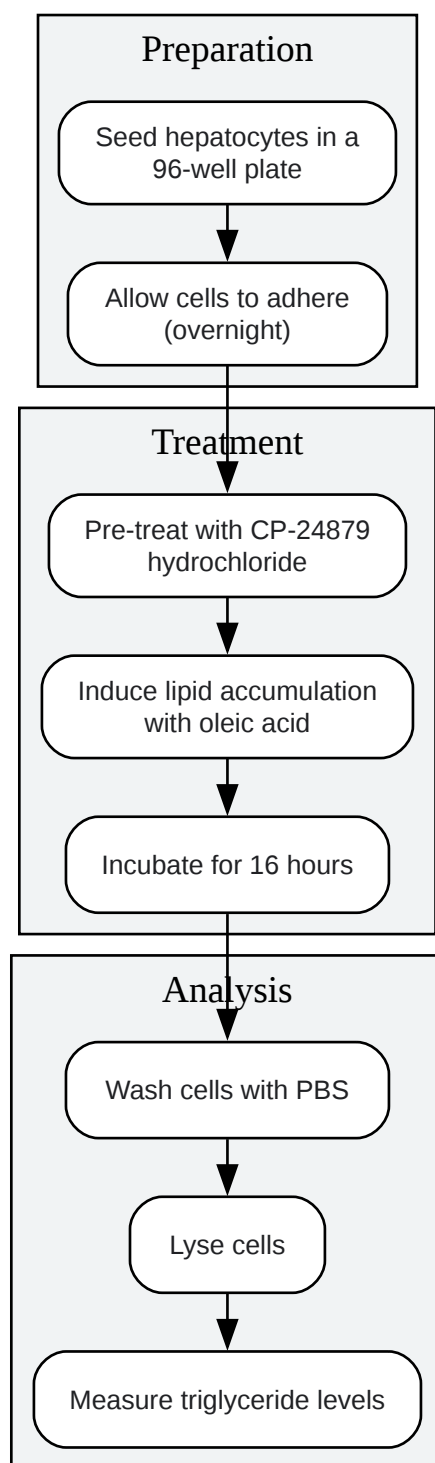 Preparation
Seed hepatocytes in a
96-well plate
Allow cells to adhere
(overnight)
Treatment
Pre-treat with CP-24879
hydrochloride
Induce lipid accumulation
with oleic acid
Incubate for 16 hours
Analysis
Wash cells with PBS
Lyse cells
Measure triglyceride levels